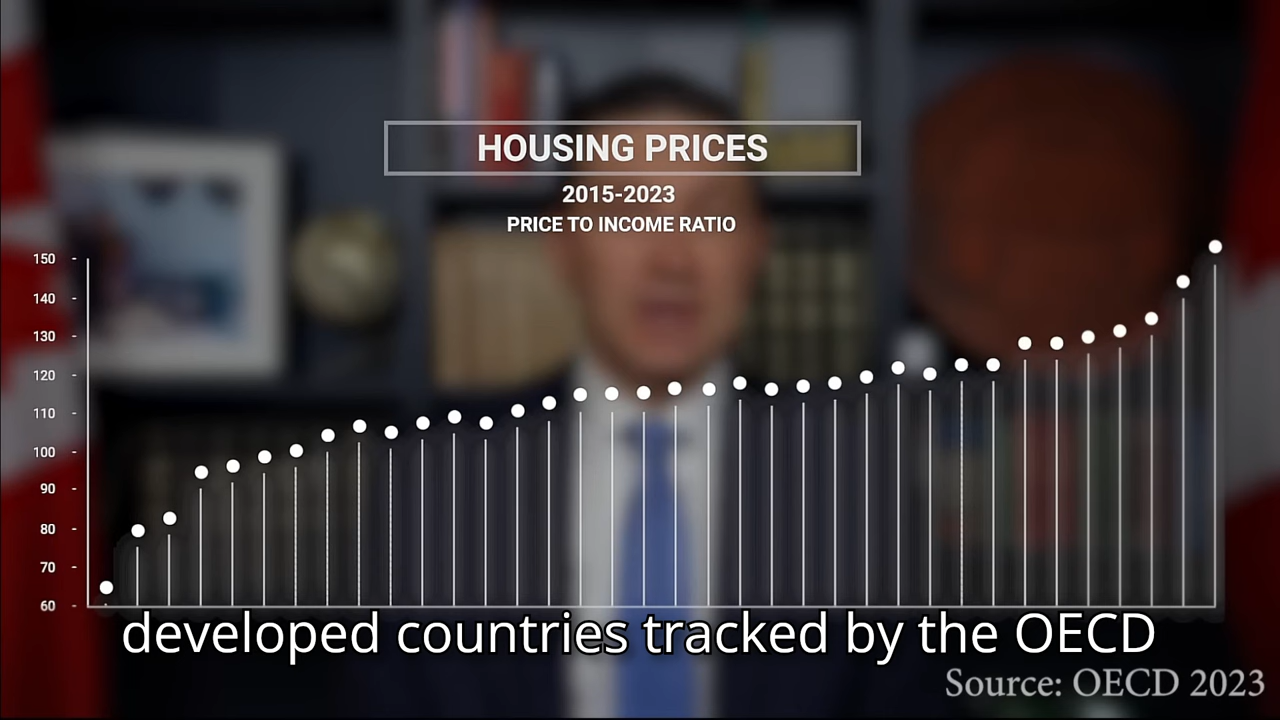 HOUSING PRICES
2015-2023
PRICE TO INCOME RATIO
150 -
140 -
130 -
120 -
110 -
100 -
90 -
80 -
70 -
60 -
developed countries tracked by the OECD
Source: OECD 2023